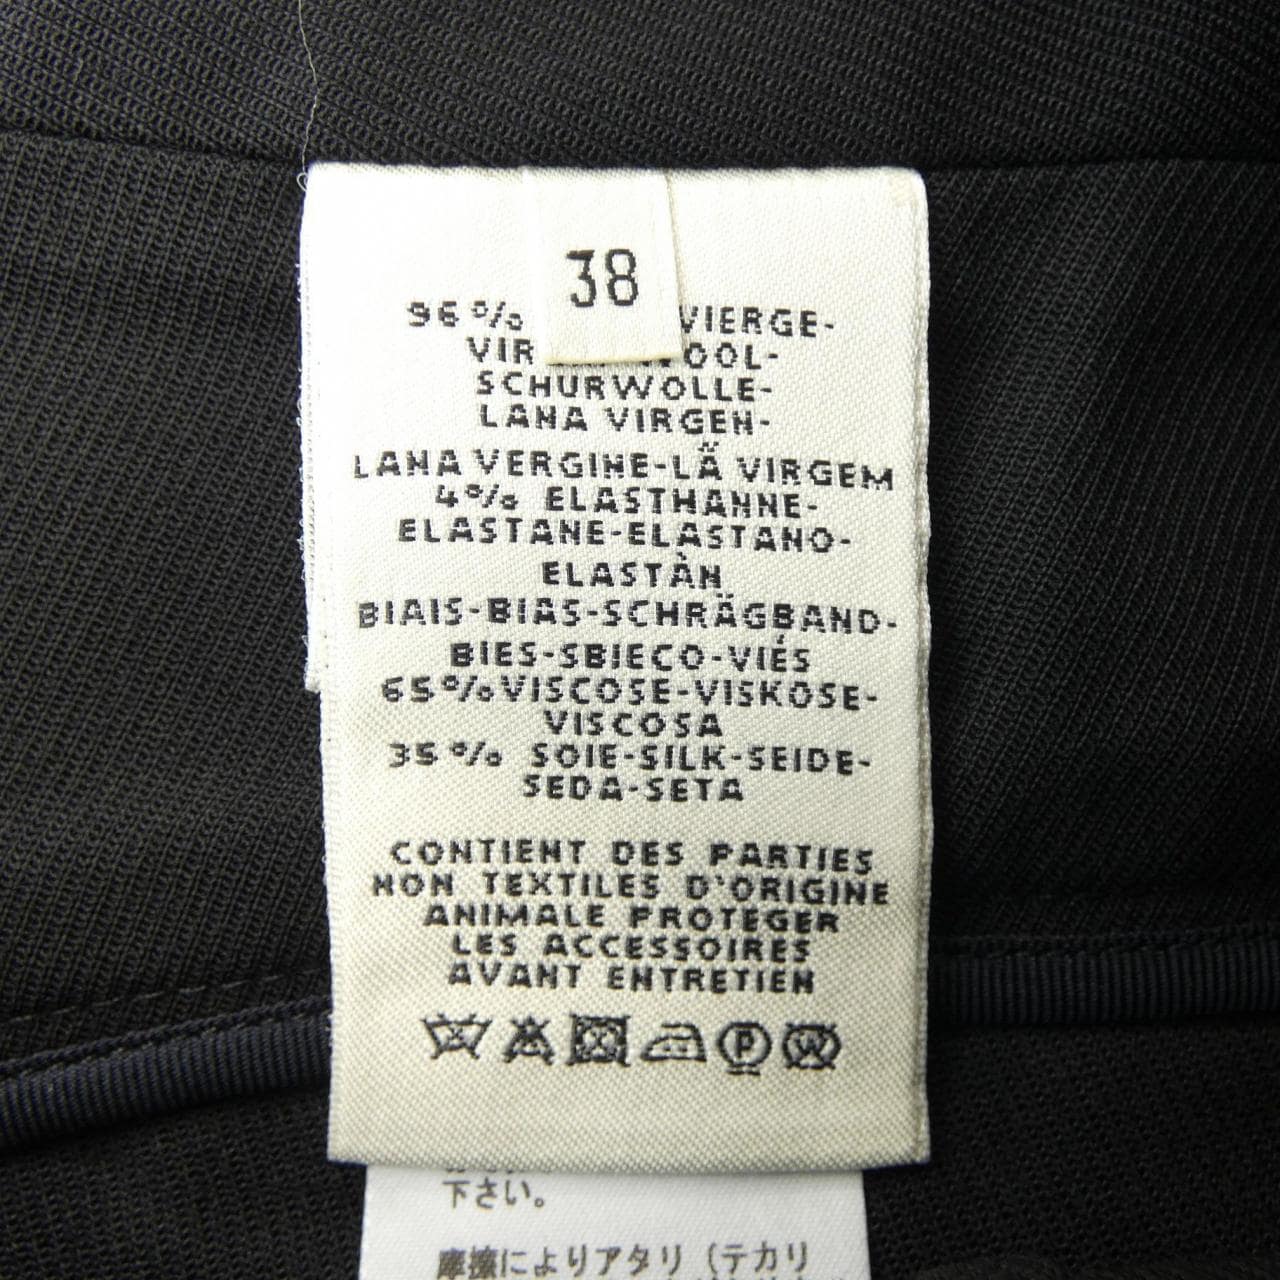 38
96% VIERGE-
VIR OOL-
SCHURWOLLE-
LANA VIRGEN-
LANA VERGINE-LÃ VIRGEM
4% ELASTHANNE-
ELASTANE-ELASTANO-
ELASTÀN
BIAIS-BIAS-SCHRÄGBAND-
BIES-SBIECO-VIÉS
65% VISCOSE-VISKOSE-
VISCOSA
35% SOIE-SILK-SEIDE-
SEDA-SETA
CONTIENT DES PARTIES
NON TEXTILES D'ORIGINE
ANIMALE PROTEGER
LES ACCESSOIRES
AVANT ENTRETIEN
P W
下さい。
摩擦によりアタリ（テカリ